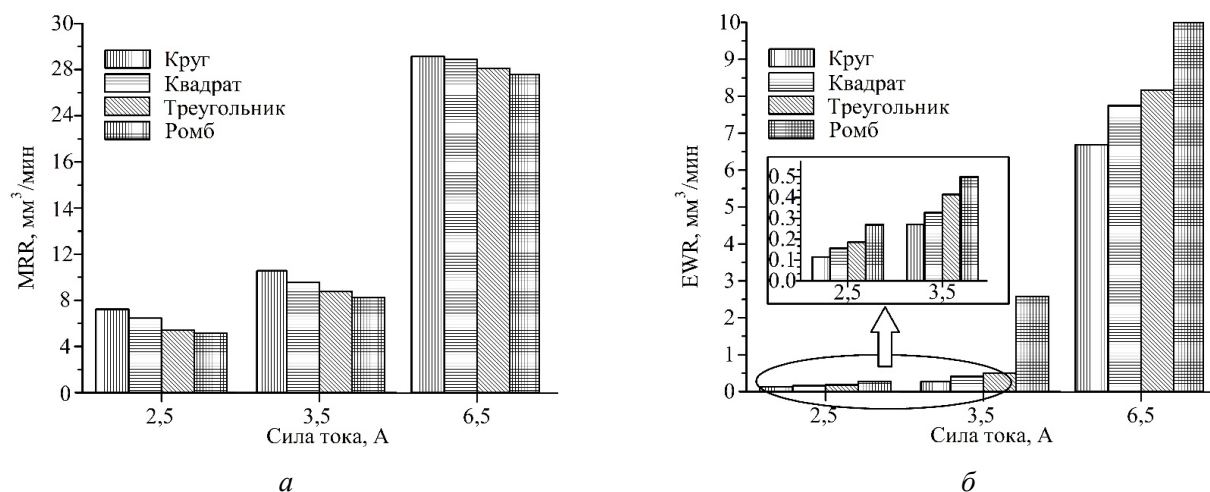 MRR, мм³/мин
30
28
24
16
14
12
8
4
0
Круг
Квадрат
Треугольник
Ромб
2,5
3,5
6,5
Сила тока, А
а
EWR, мм³/мин
10
10
8
7
6
5
4
3
2
1
0
Круг
Квадрат
Треугольник
Ромб
0.5
0.4
0.2
0.2
0.1
0.0
2,5
3,5
2,5
3,5
6,5
Сила тока, А
б